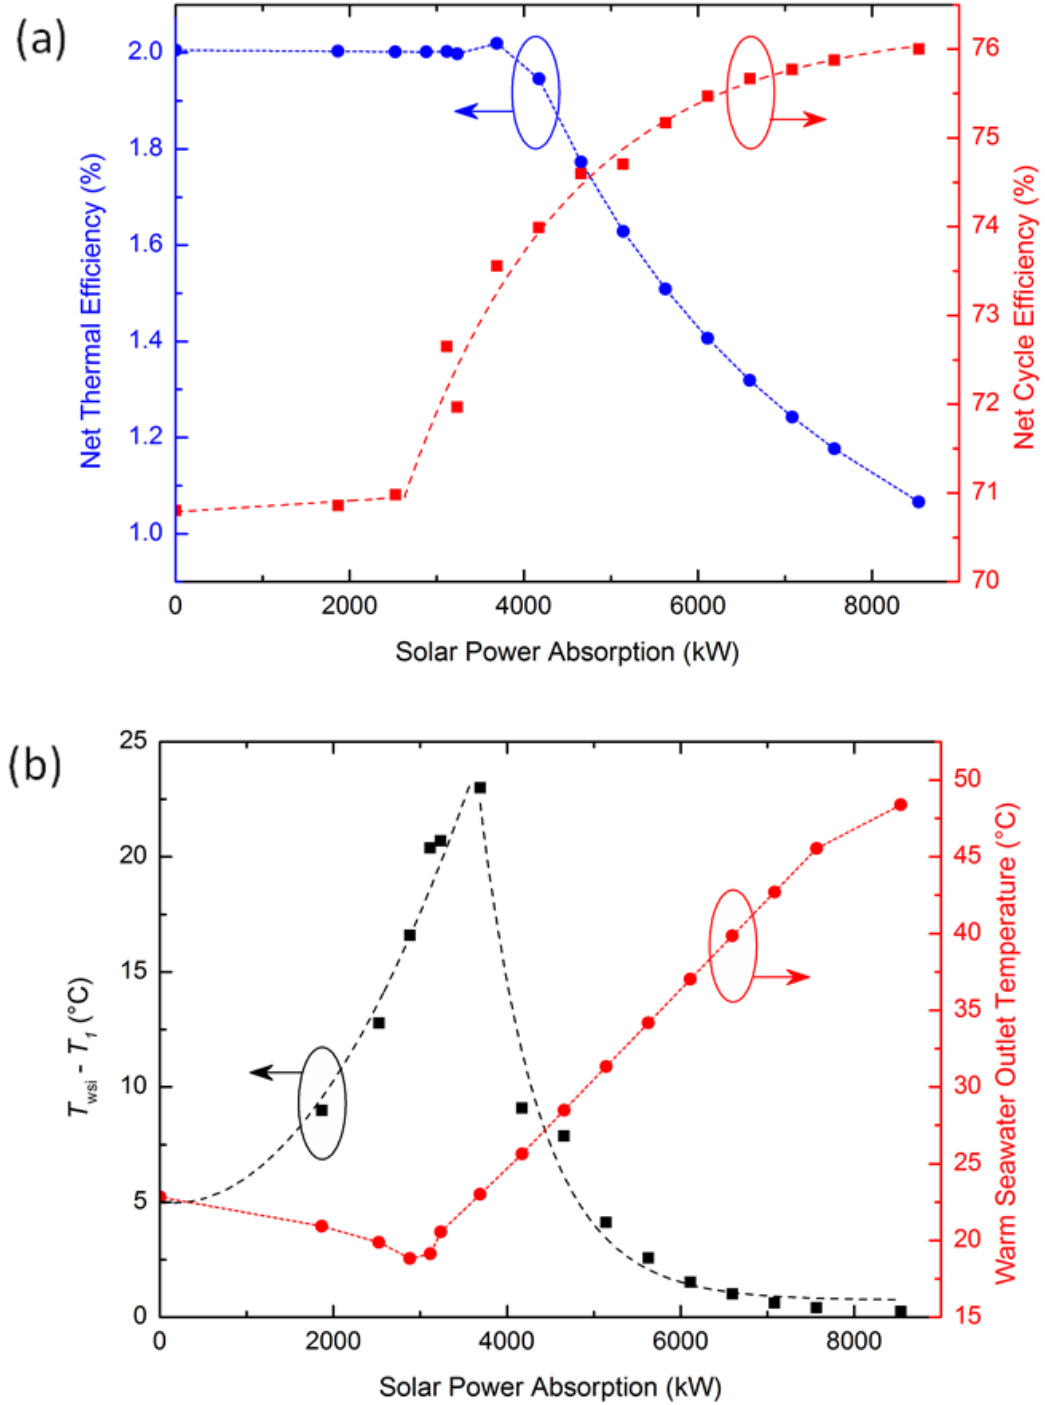 (a)
2.0
1.8
1.6
1.4
1.2
1.0
Net Thermal Efficiency (%)
76
75
74
73
72
71
70
Net Cycle Efficiency (%)
0 2000 4000 6000 8000
Solar Power Absorption (kW)
(b)
25
20
15
10
5
0
Twsi - T1 (°C)
50
45
40
35
30
25
20
15
Warm Seawater Outlet Temperature (°C)
0 2000 4000 6000 8000
Solar Power Absorption (kW)